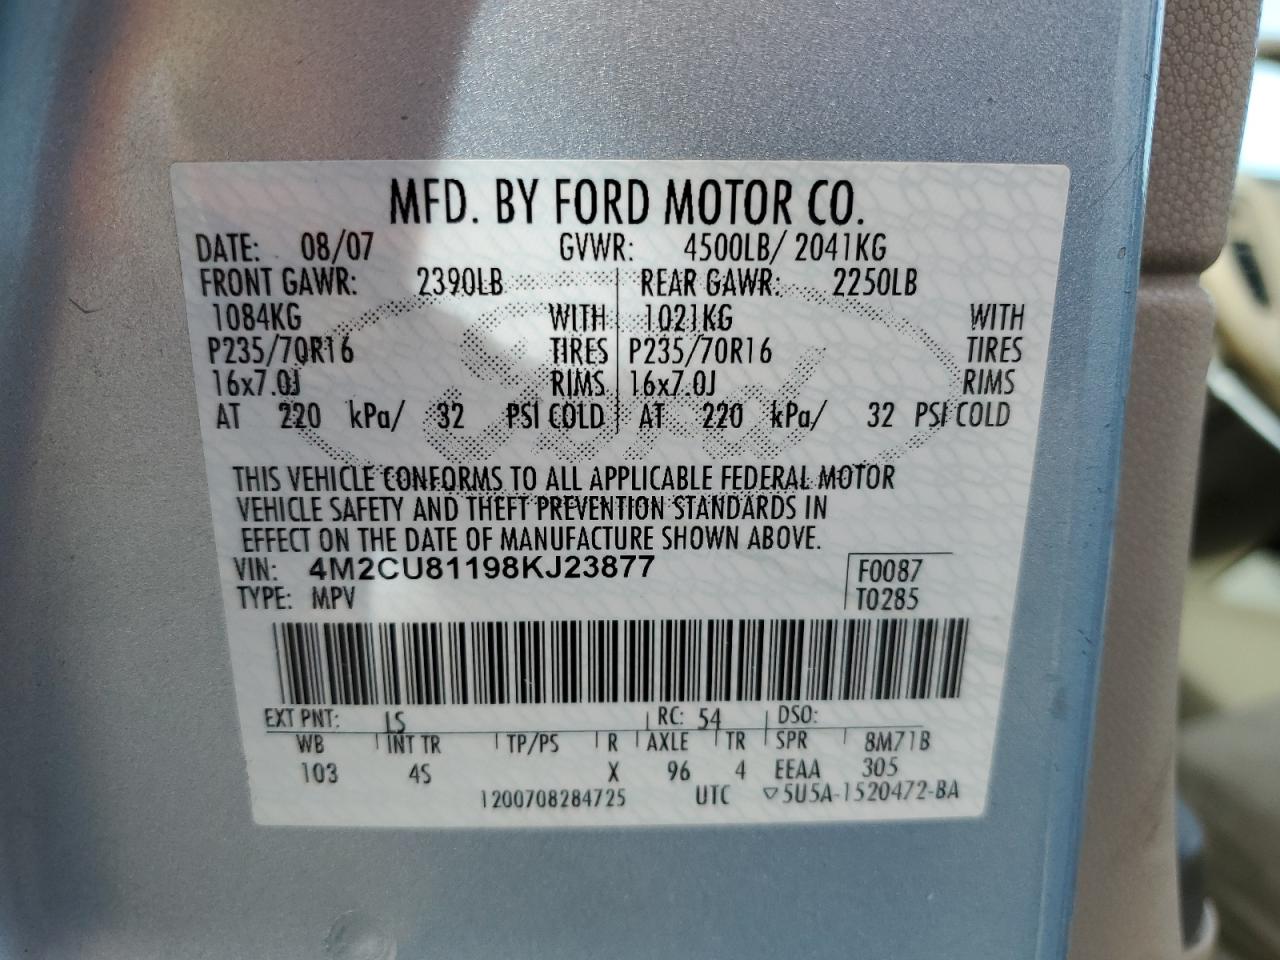 MFD. BY FORD MOTOR CO.
DATE: 08/07 GVWR: 4500LB/ 2041KG
FRONT GAWR: 2390LB REAR GAWR: 2250LB
1084KG WITH 1021KG WITH
P235/70R16 TIRES P235/70R16 TIRES
16x7.0J RIMS 16x7.0J RIMS
AT 220 kPa/ 32 PSI COLD AT 220 kPa/ 32 PSI COLD
Ford
THIS VEHICLE CONFORMS TO ALL APPLICABLE FEDERAL MOTOR
VEHICLE SAFETY AND THEFT PREVENTION STANDARDS IN
EFFECT ON THE DATE OF MANUFACTURE SHOWN ABOVE.
VIN: 4M2CU81198KJ23877 F0087
TYPE: MPV T0285
EXT PNT: LS RC: 54 DSO:
WB INT TR TP/PS R AXLE TR SPR 8M71B
103 4S X 96 4 EEAA 305
1200708284725 UTC ▽5U5A-1520472-BA